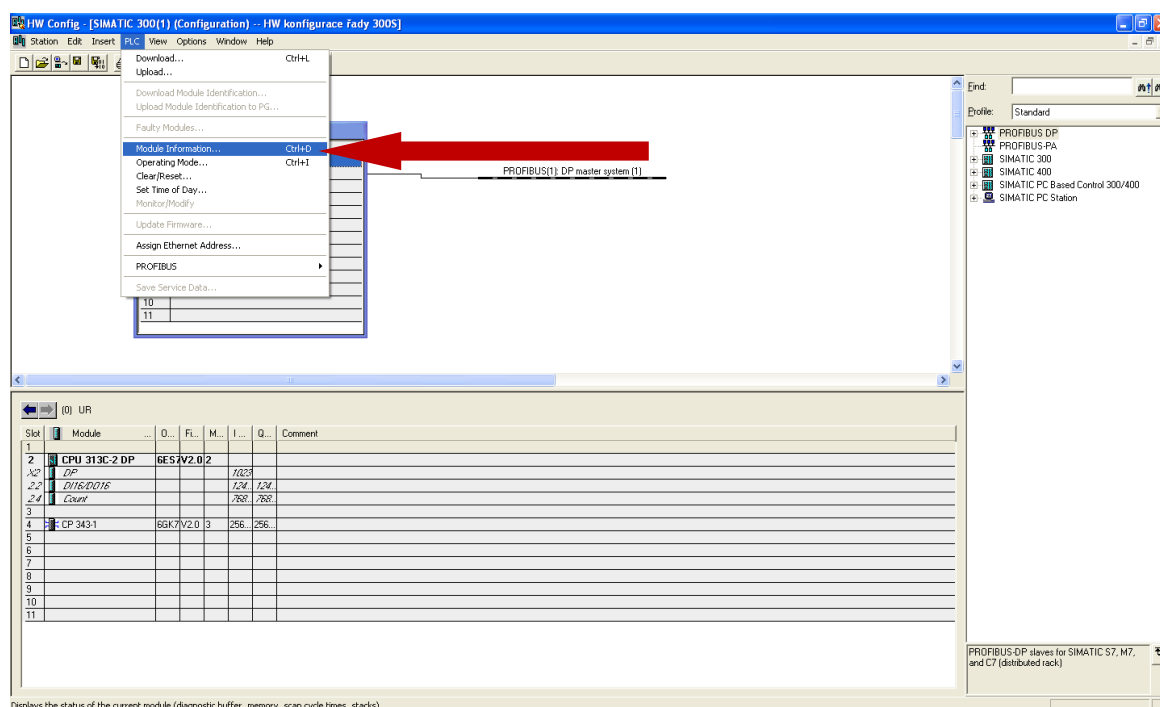 HW Config - [SIMATIC 300(1) (Configuration) -- HW konfigurace řady 300S]
Station Edit Insert PLC View Options Window Help
Download... Ctrl+L
Upload...
Download Module Identification...
Upload Module Identification to PG...
Faulty Modules...
Module Information... Ctrl+D
Operating Mode... Ctrl+I
Clear/Reset...
Set Time of Day...
Monitor/Modify
Update Firmware...
Assign Ethernet Address...
PROFIBUS
Save Service Data...
10
11
PROFIBUS(1): DP master system (1)
Find:
Profile: Standard
PROFIBUS DP
PROFIBUS-PA
SIMATIC 300
SIMATIC 400
SIMATIC PC Based Control 300/400
SIMATIC PC Station
(0) UR
Slot Module ... O... Fi... M... I ... Q... Comment
1
2 CPU 313C-2 DP 6ES7 V2.0 2
X2 DP 1023
2.2 DI16/DO16 124... 124...
2.4 Count 768... 768...
3
4 CP 343-1 6GK7 V2.0 3 256... 256...
5
6
7
8
9
10
11
PROFIBUS-DP slaves for SIMATIC S7, M7,
and C7 (distributed rack)
Displays the status of the current module (diagnostic buffer, memory, scan cycle times, stacks).